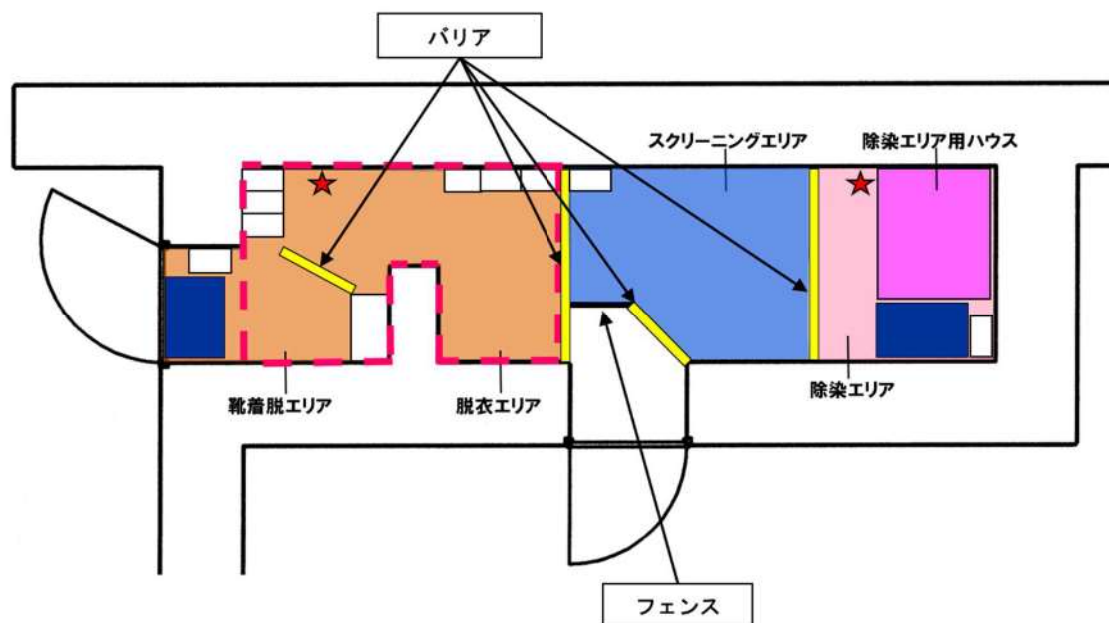 バリア
スクリーニングエリア
除染エリア用ハウス
靴着脱エリア
脱衣エリア
除染エリア
フェンス